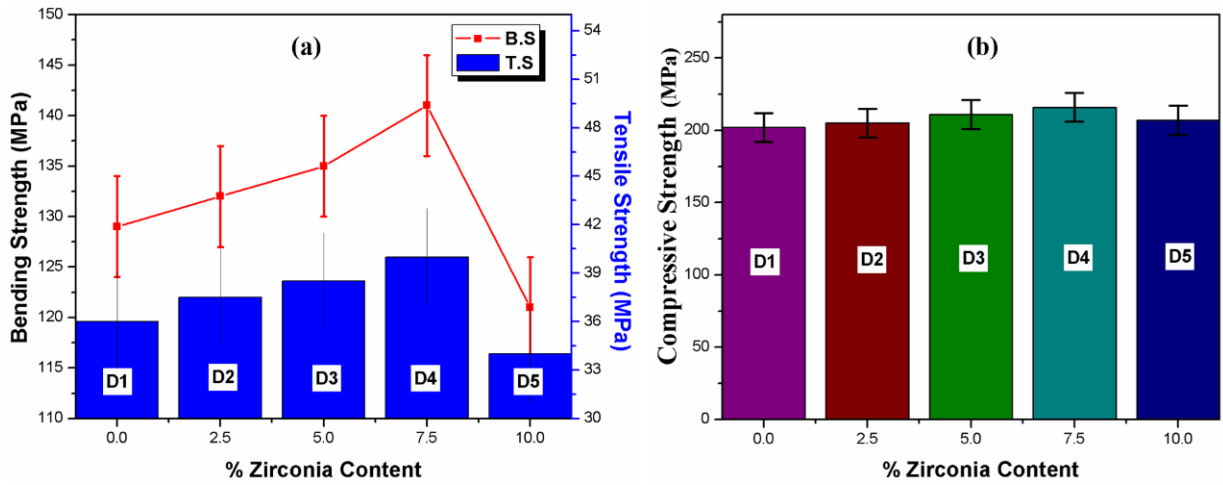 (a)
B.S
T.S
Bending Strength (MPa)
150
145
140
135
130
125
120
115
110
Tensile Strength (MPa)
55
54
51
48
45
42
39
36
33
30
D1
D2
D3
D4
D5
0.0
2.5
5.0
7.5
10.0
% Zirconia Content
(b)
Compressive Strength (MPa)
250
200
150
100
50
0
D1
D2
D3
D4
D5
0.0
2.5
5.0
7.5
10.0
% Zirconia Content